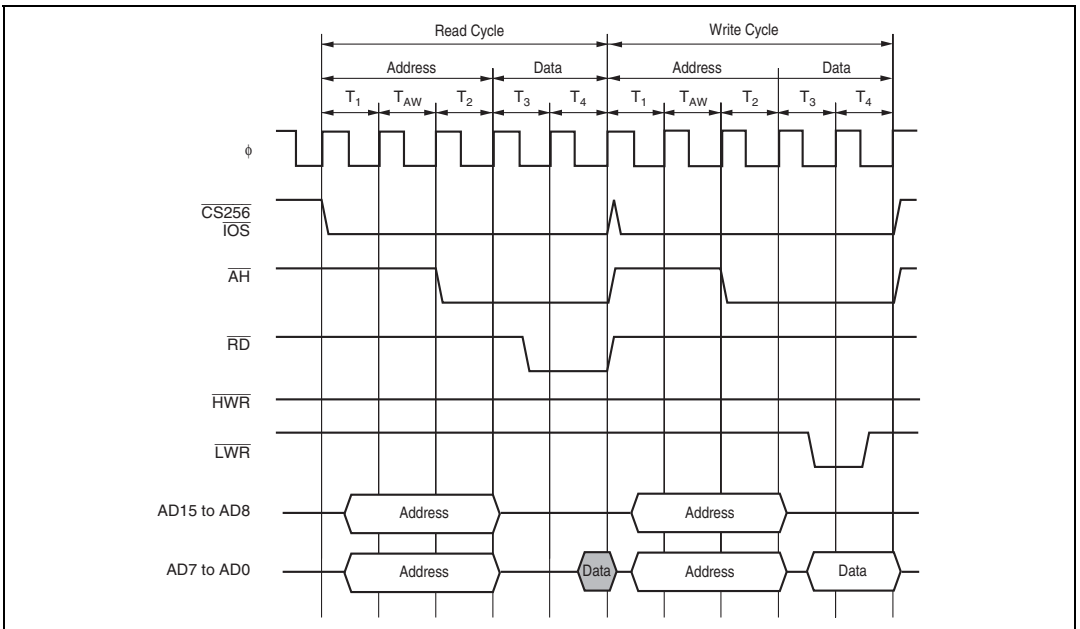 Read Cycle Write Cycle
Address Data Address Data
T1 TAW T2 T3 T4 T1 TAW T2 T3 T4
ϕ
CS256
IOS
AH
RD
HWR
LWR
AD15 to AD8 Address Address
AD7 to AD0 Address Data Address Data